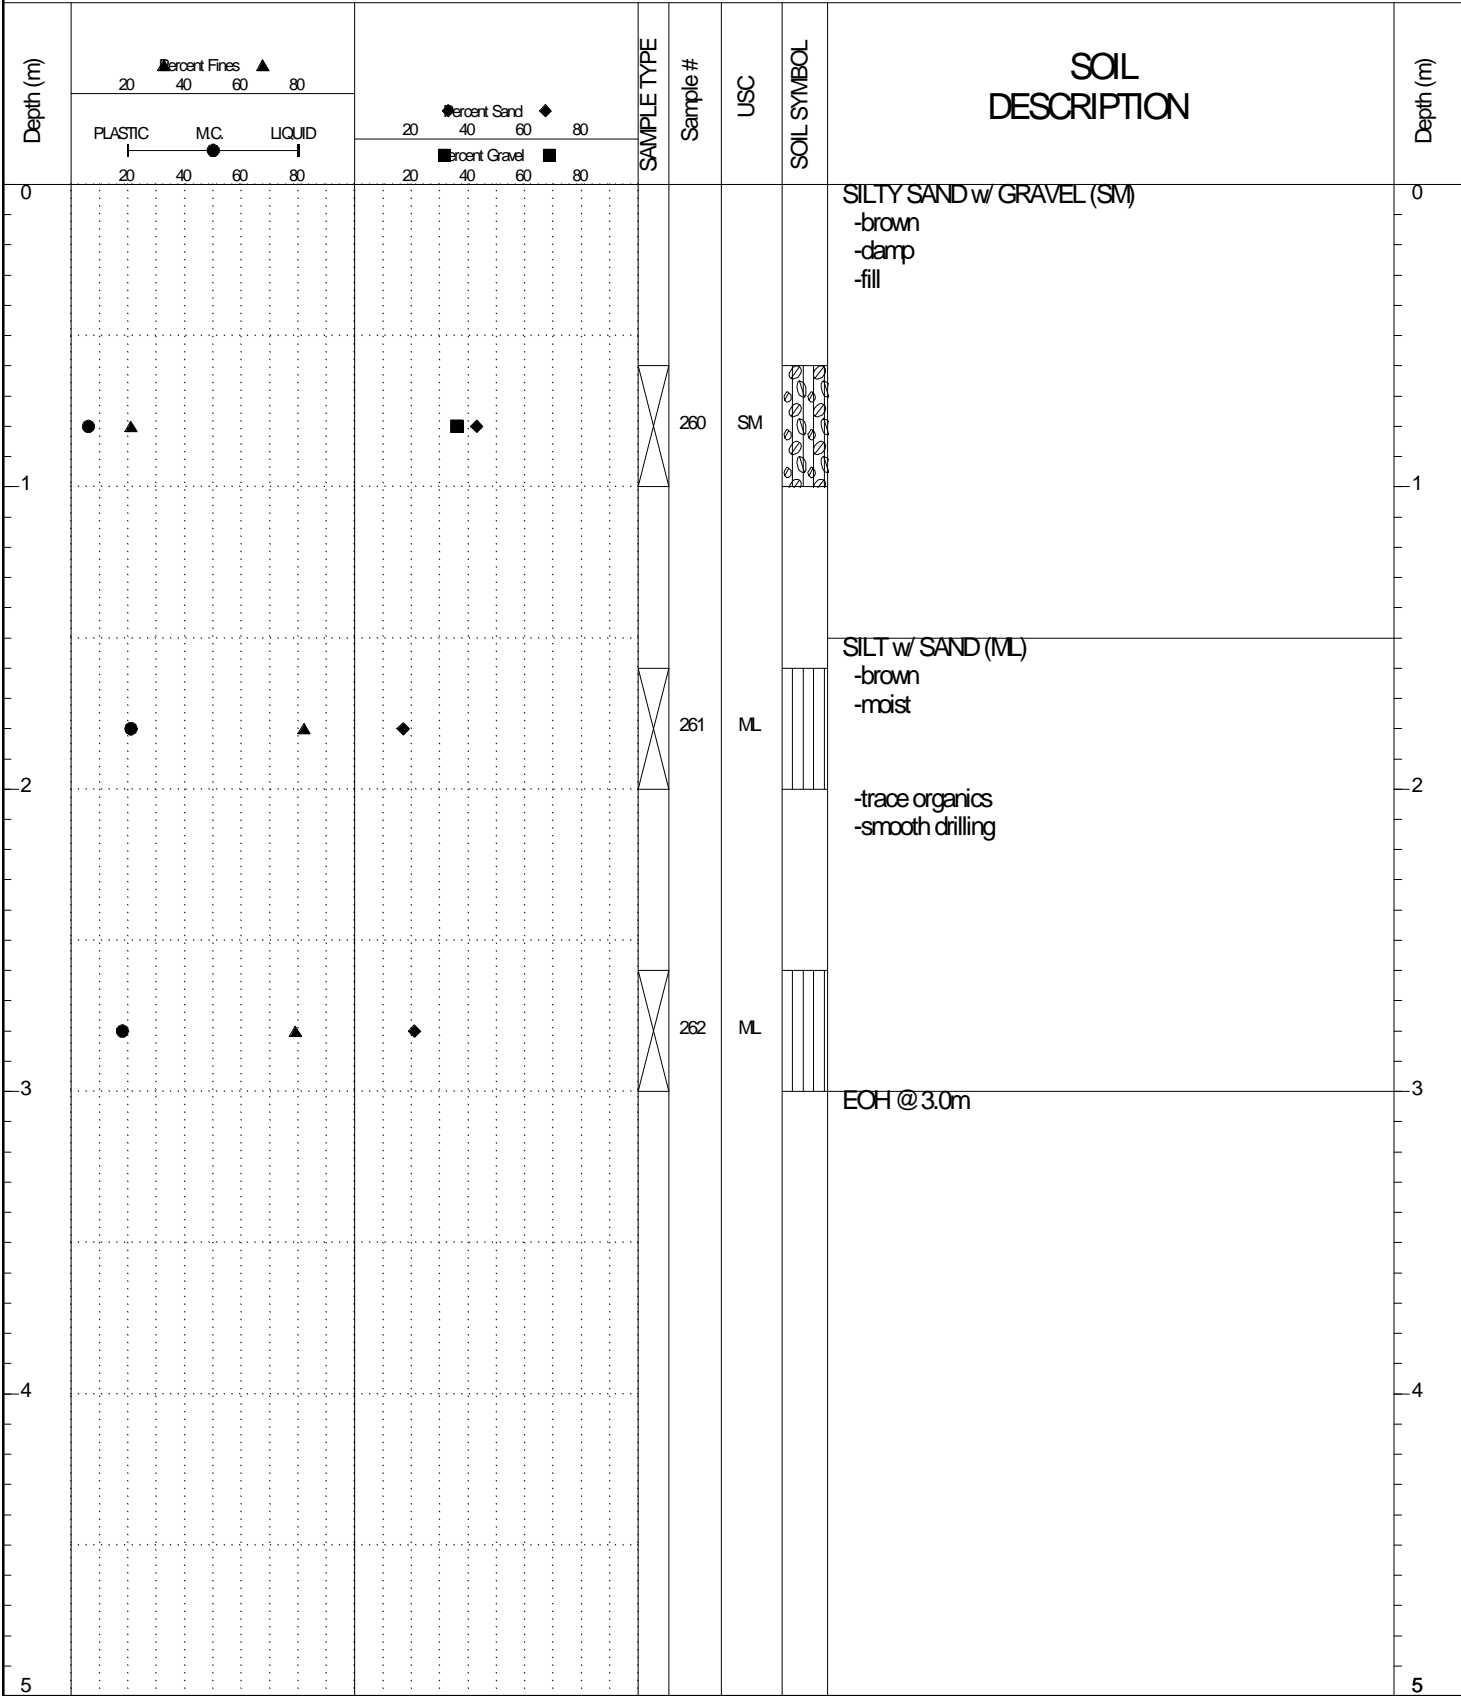 Depth (m)
Percent Fines
20 40 60 80
PLASTIC M.C. LIQUID
20 40 60 80
Percent Sand
20 40 60 80
Percent Gravel
20 40 60 80
SAMPLE TYPE
Sample #
USC
SOIL SYMBOL
SOIL
DESCRIPTION
Depth (m)
0
SILTY SAND w/ GRAVEL (SM)
0
-brown
-damp
-fill
260 SM
1
1
SILT w/ SAND (ML)
-brown
-moist
261 ML
2
2
-trace organics
-smooth drilling
262 ML
3
3
EOH @ 3.0m
4
4
5
5